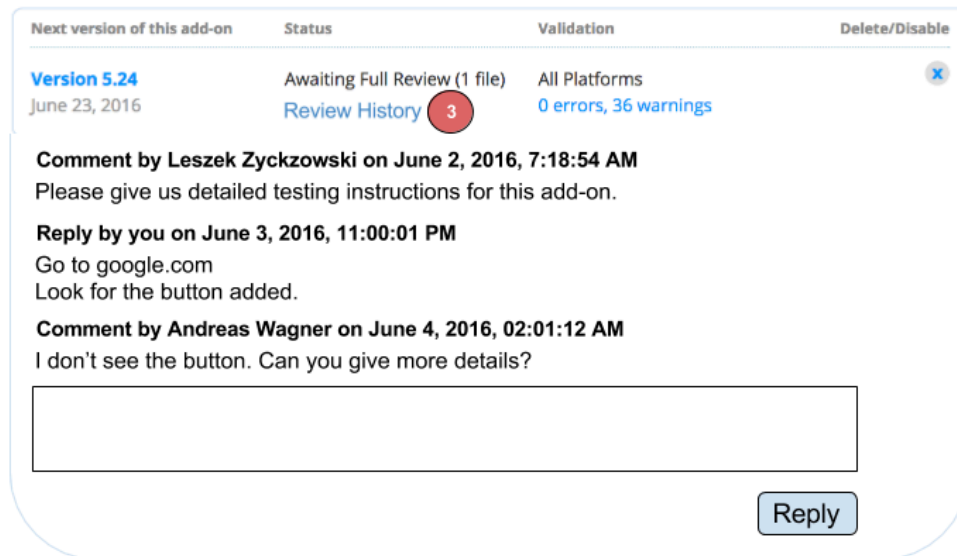 Next version of this add-on Status Validation Delete/Disable
Version 5.24 Awaiting Full Review (1 file) All Platforms x
June 23, 2016 Review History 3 0 errors, 36 warnings
Comment by Leszek Zyckzowski on June 2, 2016, 7:18:54 AM
Please give us detailed testing instructions for this add-on.
Reply by you on June 3, 2016, 11:00:01 PM
Go to google.com
Look for the button added.
Comment by Andreas Wagner on June 4, 2016, 02:01:12 AM
I don’t see the button. Can you give more details?
Reply